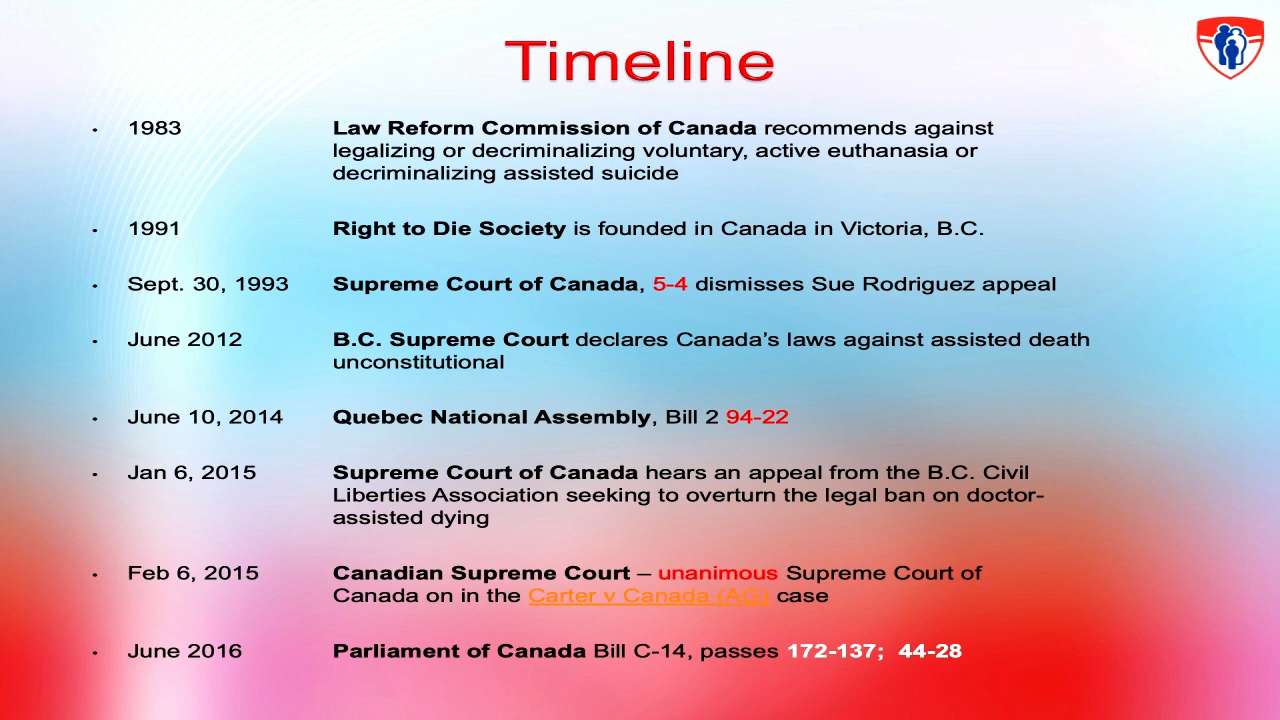 Timeline
• 1983 Law Reform Commission of Canada recommends against
legalizing or decriminalizing voluntary, active euthanasia or
decriminalizing assisted suicide
• 1991 Right to Die Society is founded in Canada in Victoria, B.C.
• Sept. 30, 1993 Supreme Court of Canada, 5-4 dismisses Sue Rodriguez appeal
• June 2012 B.C. Supreme Court declares Canada's laws against assisted death
unconstitutional
• June 10, 2014 Quebec National Assembly, Bill 2 94-22
• Jan 6, 2015 Supreme Court of Canada hears an appeal from the B.C. Civil
Liberties Association seeking to overturn the legal ban on doctor-
assisted dying
• Feb 6, 2015 Canadian Supreme Court – unanimous Supreme Court of
Canada on in the Carter v Canada (AG) case
• June 2016 Parliament of Canada Bill C-14, passes 172-137; 44-28